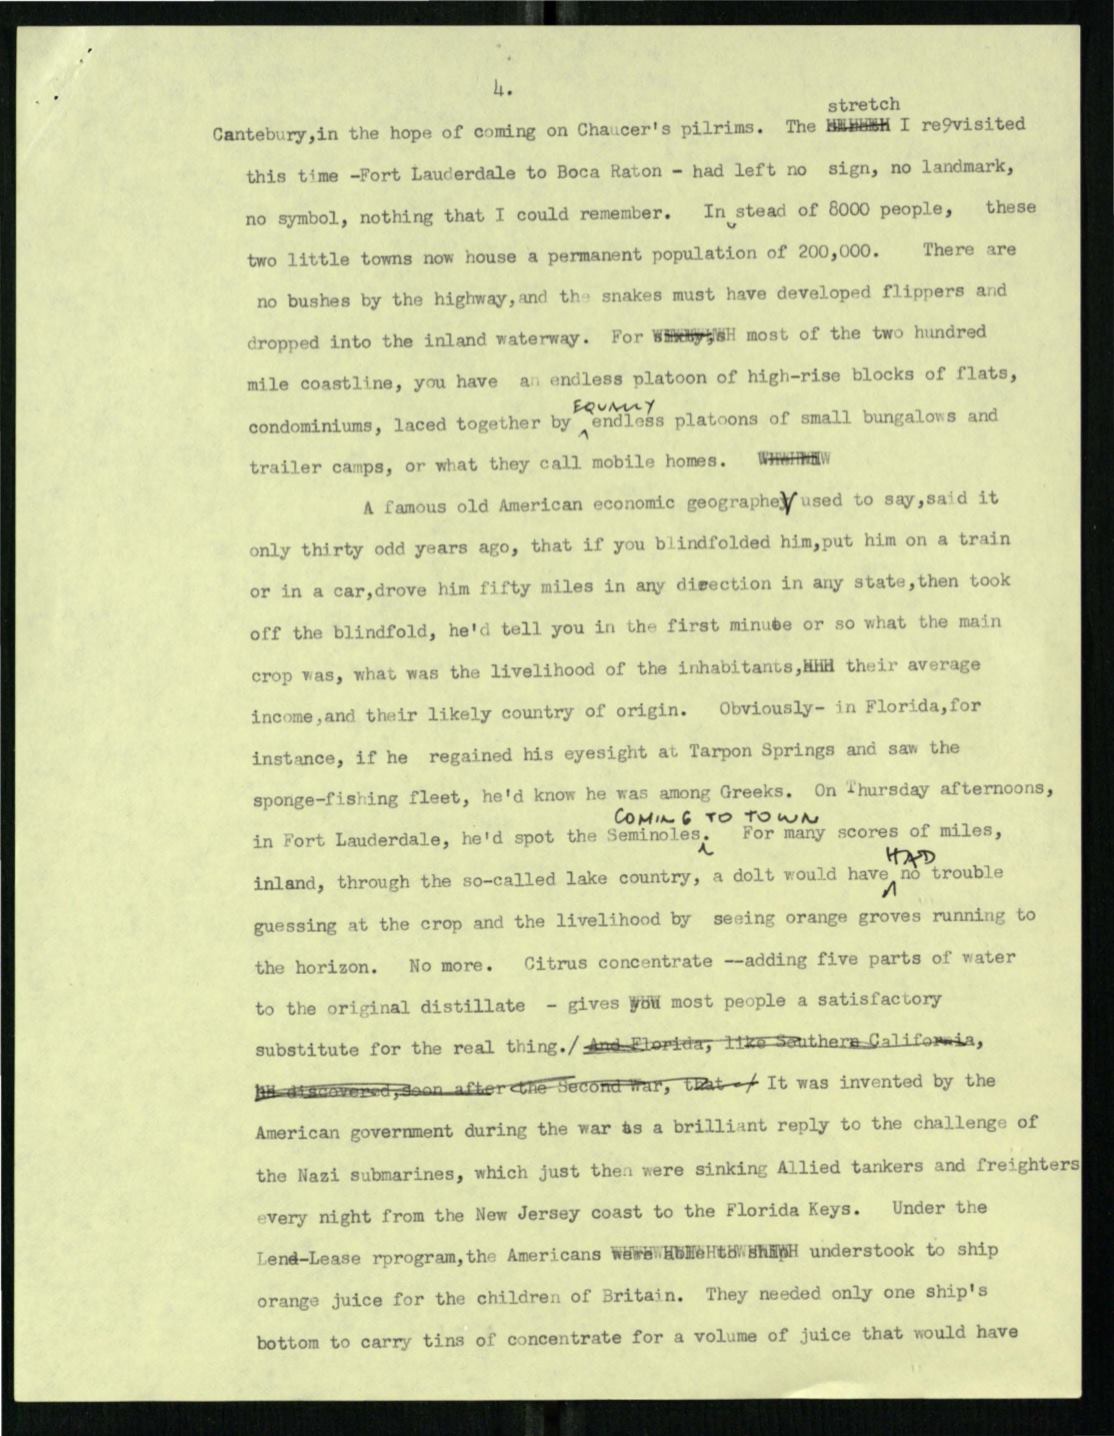 4.
stretch
Cantebury,in the hope of coming on Chaucer's pilrims. The I re9visited
this time -Fort Lauderdale to Boca Raton - had left no sign, no landmark,
no symbol, nothing that I could remember. In stead of 8000 people, these
two little towns now house a permanent population of 200,000. There are
no bushes by the highway,and the snakes must have developed flippers and
dropped into the inland waterway. For most of the two hundred
mile coastline, you have an endless platoon of high-rise blocks of flats,
EQUALLY
condominiums, laced together by endless platoons of small bungalows and
trailer camps, or what they call mobile homes.
A famous old American economic geographer used to say,said it
only thirty odd years ago, that if you blindfolded him,put him on a train
or in a car,drove him fifty miles in any direction in any state,then took
off the blindfold, he'd tell you in the first minute or so what the main
crop was, what was the livelihood of the inhabitants, their average
income,and their likely country of origin. Obviously- in Florida,for
instance, if he regained his eyesight at Tarpon Springs and saw the
sponge-fishing fleet, he'd know he was among Greeks. On Thursday afternoons,
COMING TO TOWN
in Fort Lauderdale, he'd spot the Seminoles. For many scores of miles,
HAD
inland, through the so-called lake country, a dolt would have no trouble
guessing at the crop and the livelihood by seeing orange groves running to
the horizon. No more. Citrus concentrate --adding five parts of water
to the original distillate - gives you most people a satisfactory
substitute for the real thing./ And Florida, like Southern California,
discovered,soon after the Second War, that / It was invented by the
American government during the war as a brilliant reply to the challenge of
the Nazi submarines, which just then were sinking Allied tankers and freighters
every night from the New Jersey coast to the Florida Keys. Under the
Lend-Lease rprogram,the Americans were able to ship understook to ship
orange juice for the children of Britain. They needed only one ship's
bottom to carry tins of concentrate for a volume of juice that would have